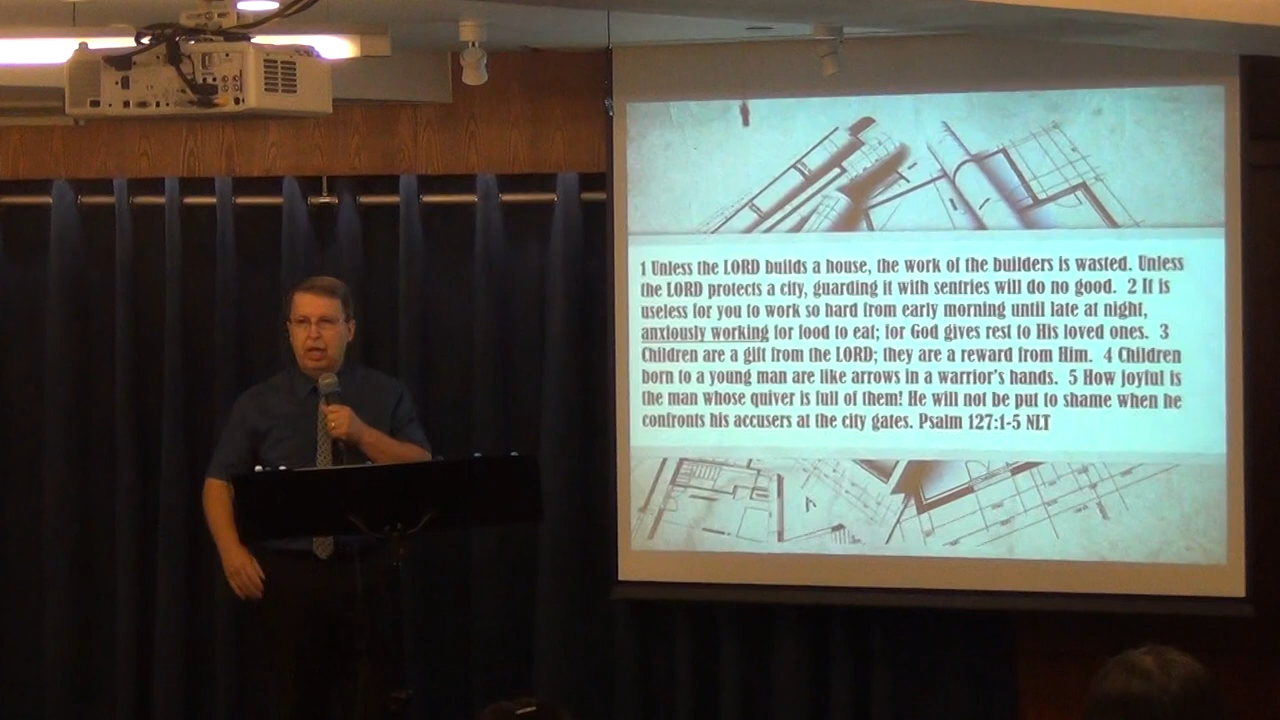 1 Unless the LORD builds a house, the work of the builders is wasted. Unless
the LORD protects a city, guarding it with sentries will do no good. 2 It is
useless for you to work so hard from early morning until late at night,
anxiously working for food to eat; for God gives rest to His loved ones. 3
Children are a gift from the LORD; they are a reward from Him. 4 Children
born to a young man are like arrows in a warrior's hands. 5 How joyful is
the man whose quiver is full of them! He will not be put to shame when he
confronts his accusers at the city gates. Psalm 127:1-5 NLT